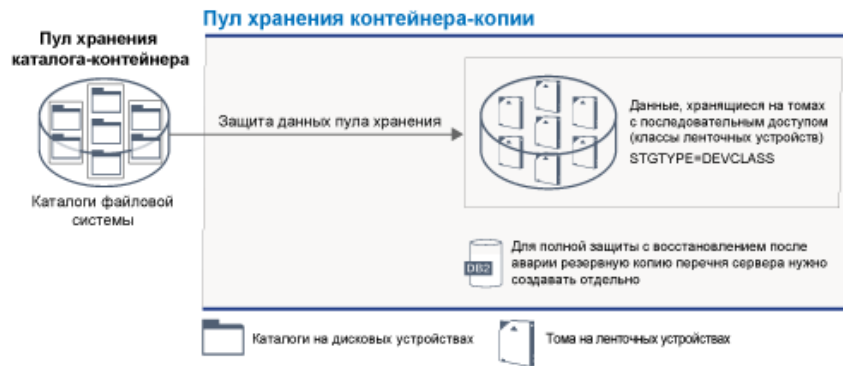 Пул хранения контейнера-копии
Пул хранения
каталога-контейнера
Каталоги файловой
системы
Защита данных пула хранения
Данные, хранящиеся на томах
с последовательным доступом
(классы ленточных устройств)
STGTYPE=DEVCLASS
DB2
Для полной защиты с восстановлением после
аварии резервную копию перечня сервера нужно
создавать отдельно
Каталоги на дисковых устройствах
Тома на ленточных устройствах